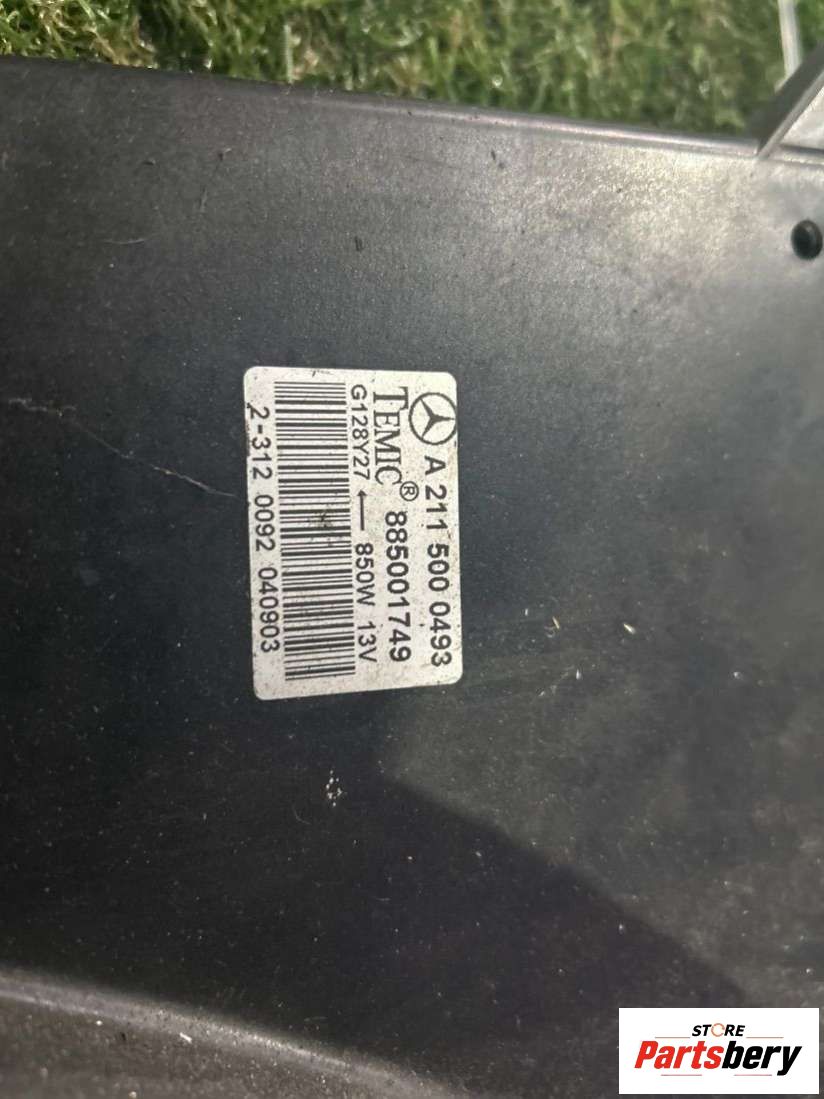 A 211 500 0493
TEMIC® 885001749
G128Y27 ← 850W 13V
2-312 0092 040903
STORE
Partsbery